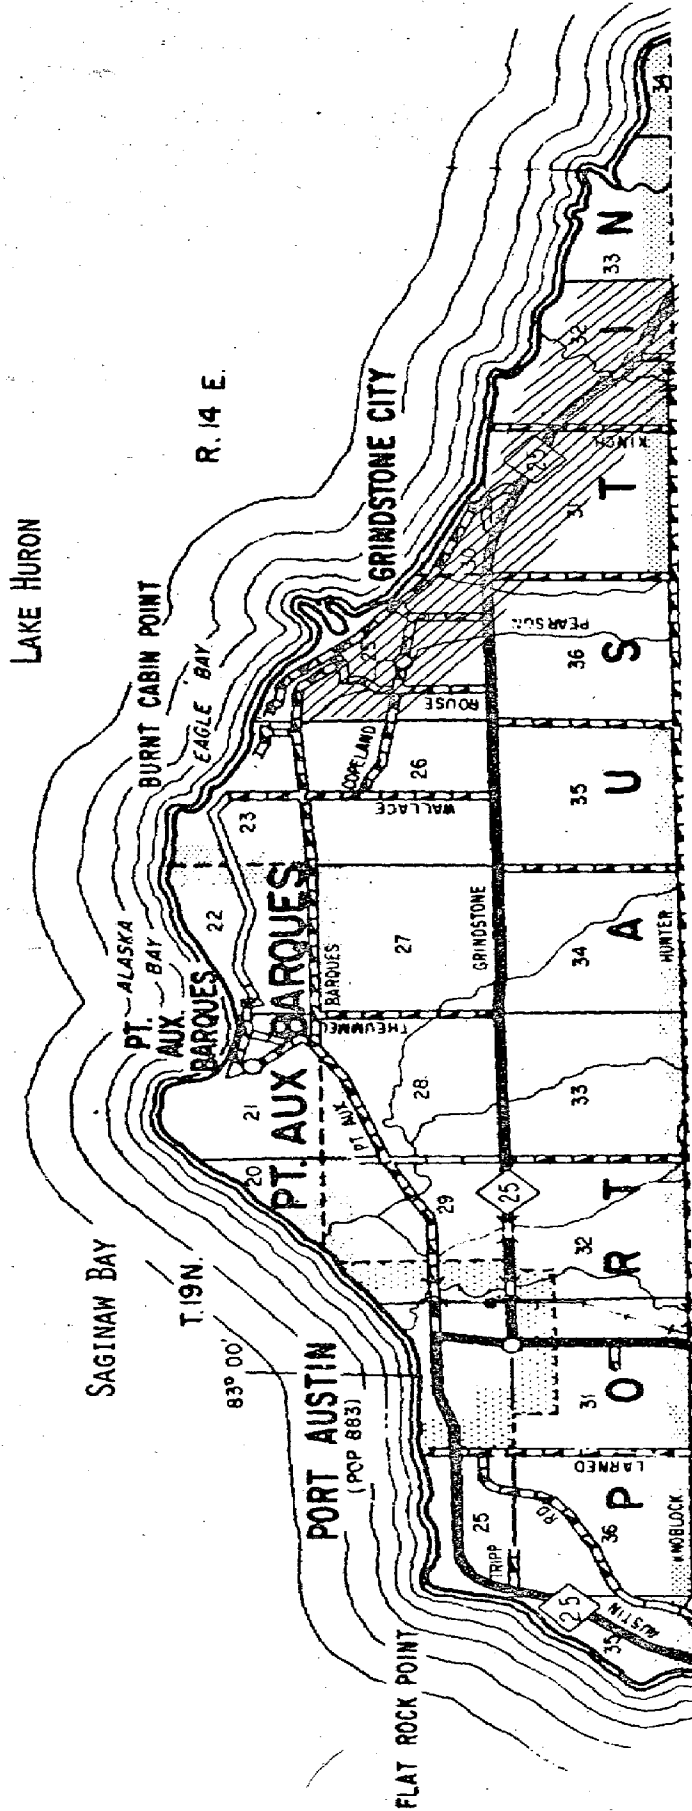 LAKE HURON
R. 14 E.
SAGINAW BAY
T. 19 N.
83° 00'
BURNT CABIN POINT
EAGLE BAY
ALASKA
BAY
PT.
AUX
BARQUES
GRINDSTONE CITY
PORT AUSTIN
(POP 883)
FLAT ROCK POINT
PT. AUX BARQUES
20
21
22
23
COPELAND
WALLACE
ROUSE
PEARSON
KINCH
BARQUES
THEUMMEL
PT AUX
GRINDSTONE
HUNTER
25
26
27
28
29
30
25
TRIPP
LARNED
RD
AUSTIN
KNOBLOCK
25
25
25
35
36
31
32
33
34
35
36
31
32
33
34
PORT AUSTIN